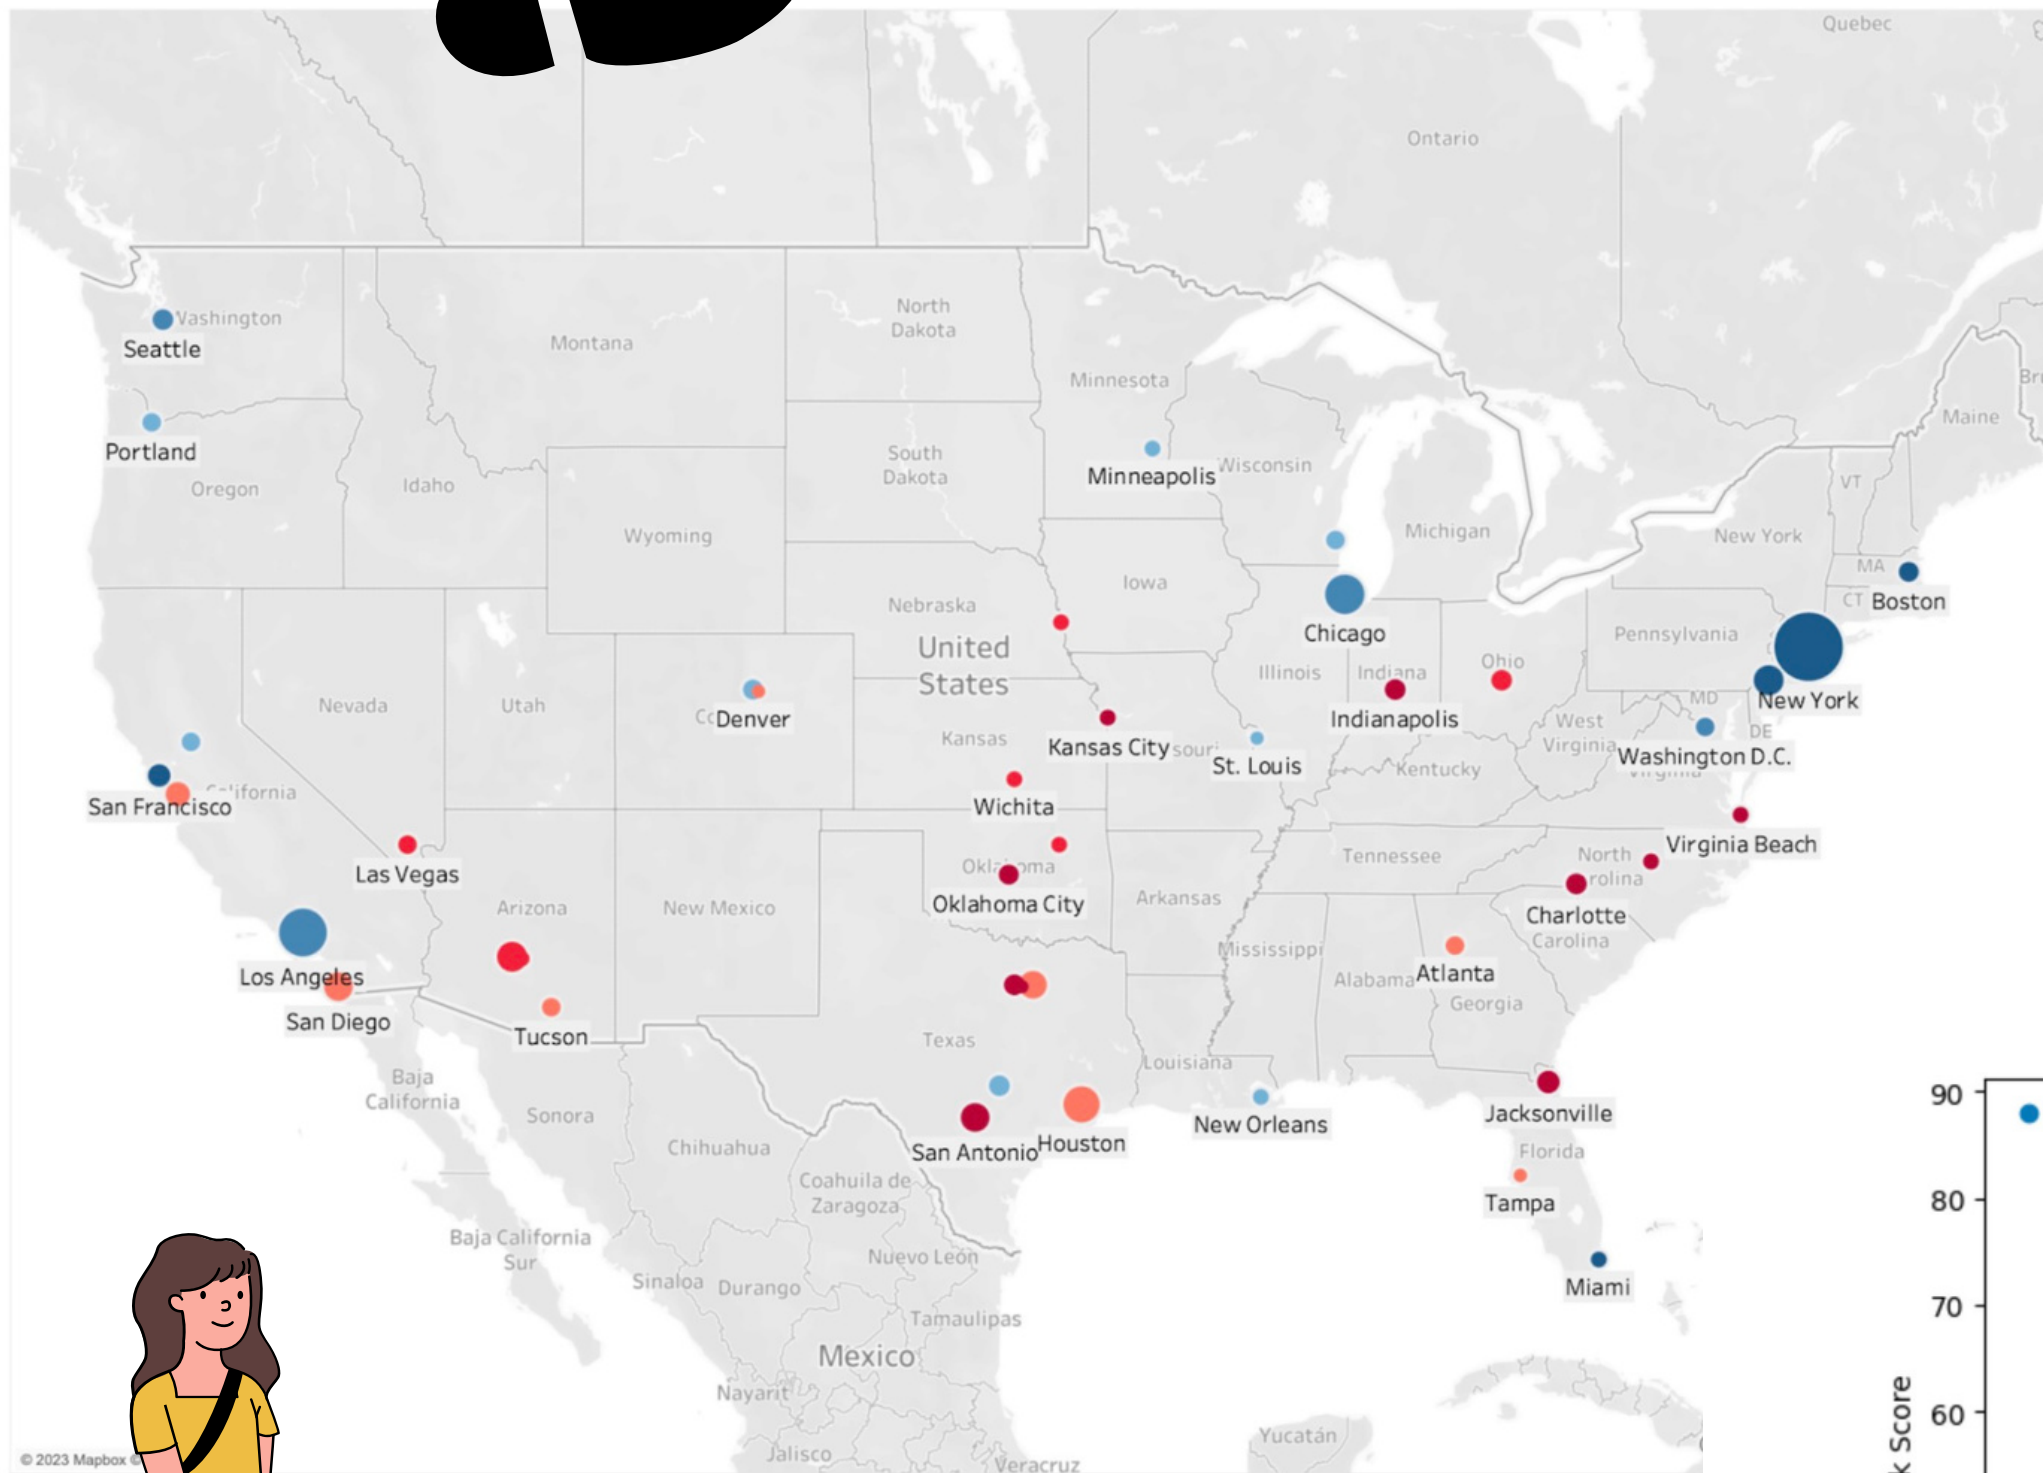 Quebec
Ontario
Washington
Seattle
Montana
North
Dakota
Minnesota
Maine
Portland
Oregon
Idaho
South
Dakota
Minneapolis
Wisconsin
VT
Wyoming
Michigan
New York
MA
Iowa
CT
Boston
Nebraska
Chicago
Pennsylvania
United
States
Illinois
Indiana
Ohio
Nevada
Utah
Denver
Indianapolis
MD
New York
West
Virginia
DE
Kansas
Kansas City
St. Louis
Washington D.C.
Kentucky
California
San Francisco
Wichita
Las Vegas
Virginia Beach
Tennessee
North
Oklahoma
Oklahoma City
Arkansas
Arizona
New Mexico
Charlotte
Carolina
Mississippi
Los Angeles
Alabama
Atlanta
Georgia
San Diego
Tucson
Texas
Louisiana
Baja
California
Sonora
Chihuahua
San Antonio
Houston
New Orleans
Jacksonville
90
Florida
Coahuila de
Zaragoza
Tampa
80
Baja California
Sur
Nuevo León
Sinaloa
Durango
Miami
70
Tamaulipas
Mexico
Nayarit
60
Score
Yucatán
Jalisco
Veracruz
© 2023 Mapbox ©